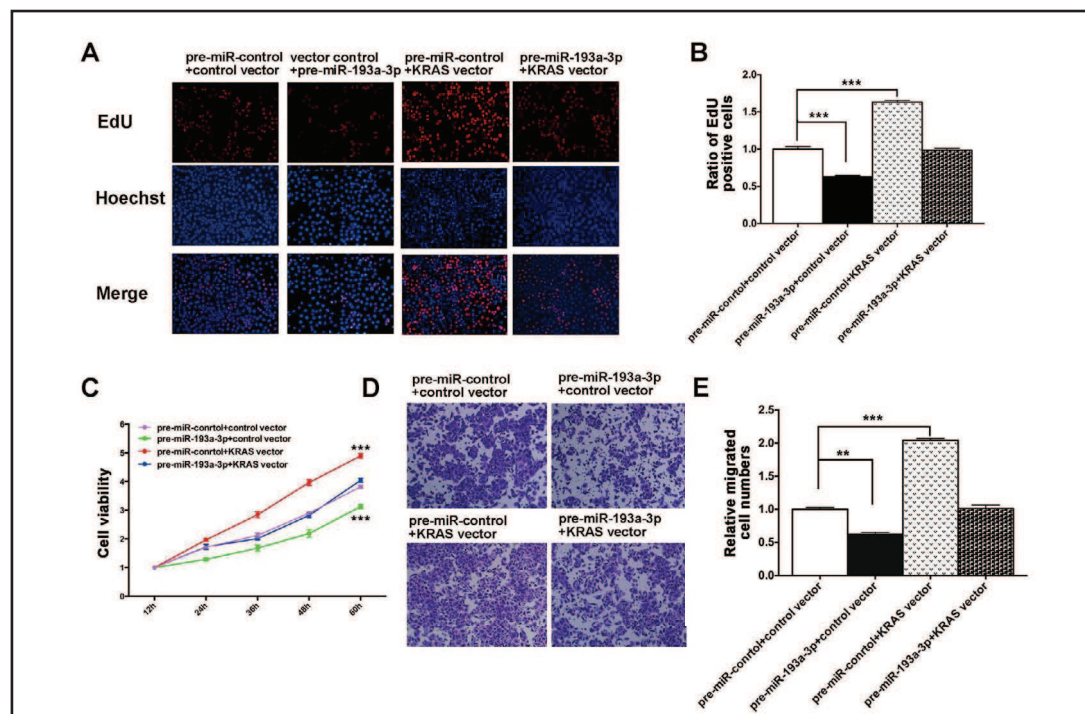 A
pre-miR-control
+control vector
vector control
+pre-miR-193a-3p
pre-miR-control
+KRAS vector
pre-miR-193a-3p
+KRAS vector
EdU
Hoechst
Merge
B
Ratio of EdU
positive cells
2.0
1.5
1.0
0.5
0.0
***
***
pre-miR-conrtol+control vector
pre-miR-193a-3p+control vector
pre-miR-conrtol+KRAS vector
pre-miR-193a-3p+KRAS vector
C
pre-miR-conrtol+control vector
pre-miR-193a-3p+control vector
pre-miR-conrtol+KRAS vector
pre-miR-193a-3p+KRAS vector
Cell viability
6
5
4
3
2
1
0
***
***
12h
24h
36h
48h
60h
D
pre-miR-control
+control vector
pre-miR-193a-3p
+control vector
pre-miR-control
+KRAS vector
pre-miR-193a-3p
+KRAS vector
E
Relative migrated
cell numbers
2.5
2.0
1.5
1.0
0.5
0.0
***
**
pre-miR-conrtol+control vector
pre-miR-193a-3p+control vector
pre-miR-conrtol+KRAS vector
pre-miR-193a-3p+KRAS vector